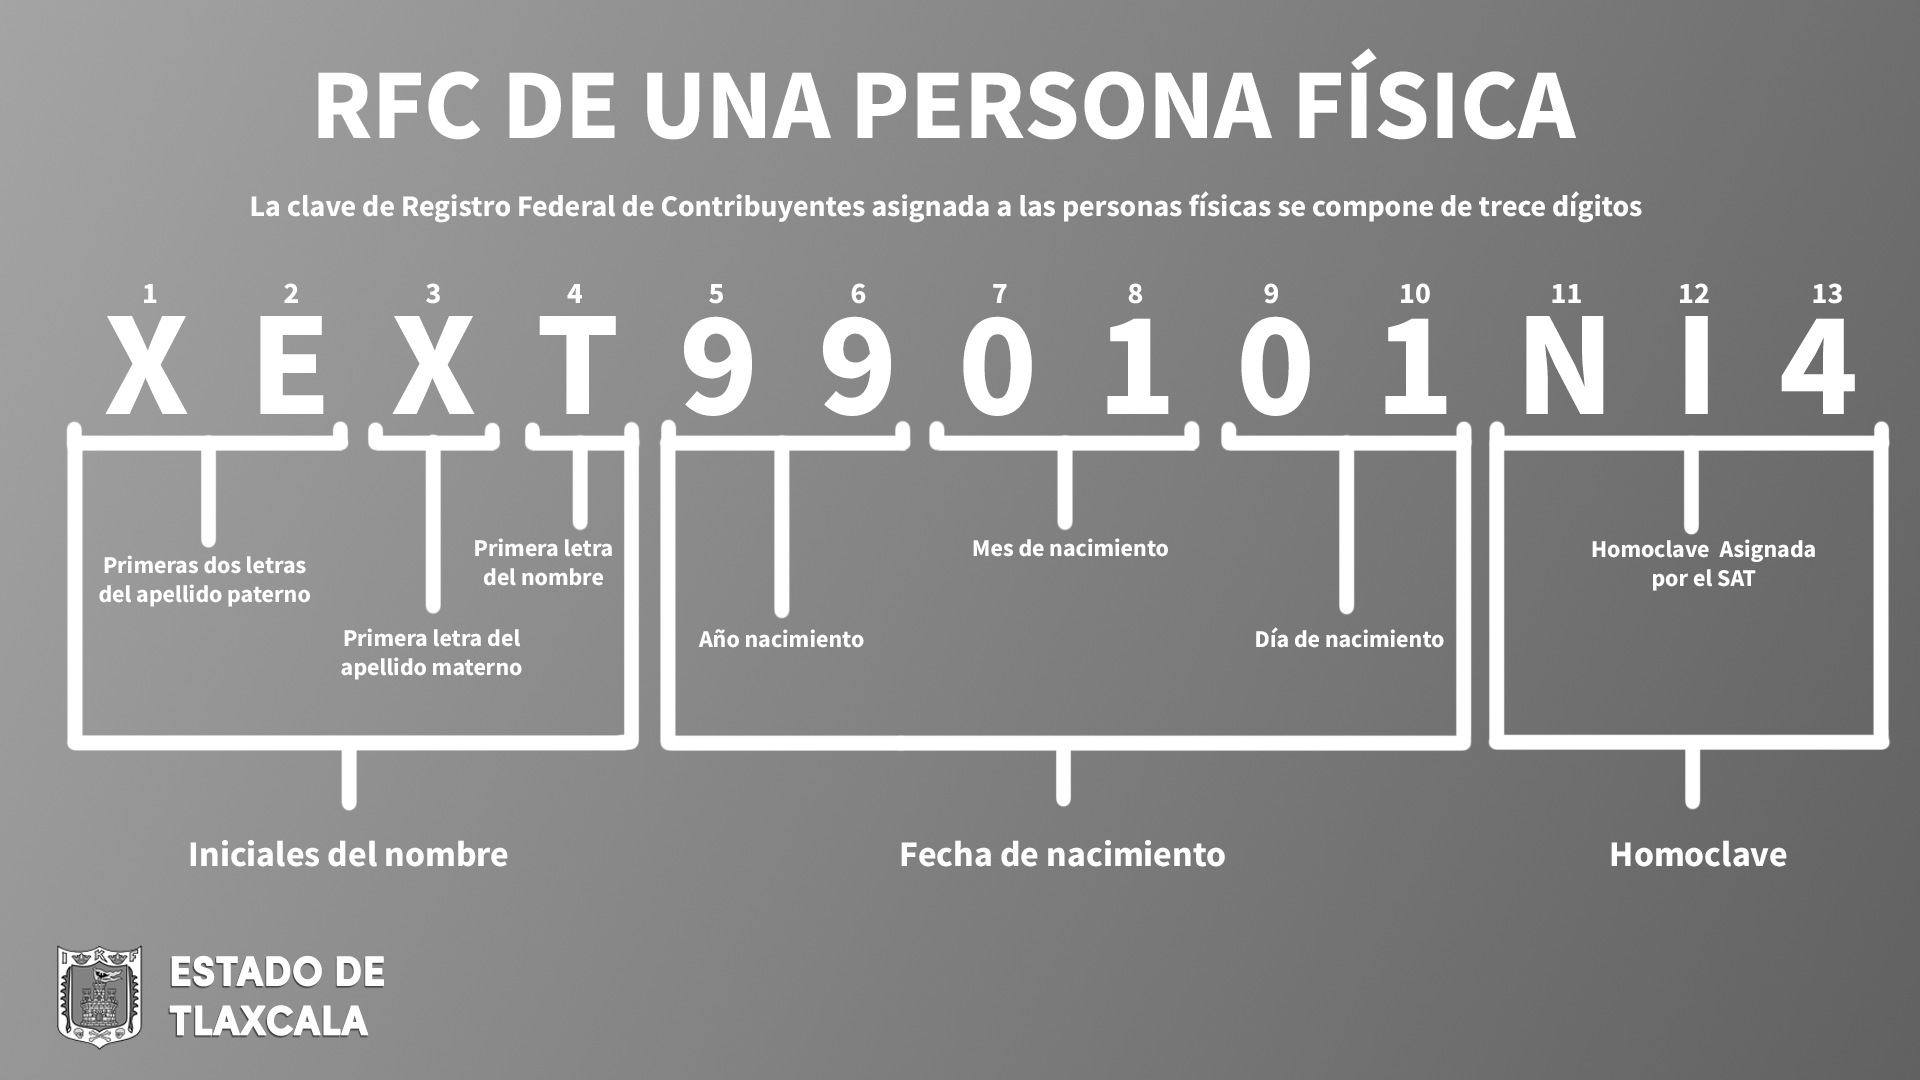 RFC DE UNA PERSONA FÍSICA
La clave de Registro Federal de Contribuyentes asignada a las personas físicas se compone de trece dígitos
1 2 3 4 5 6 7 8 9 10 11 12 13
X E X T 9 9 0 1 0 1 N I 4
Primeras dos letras
del apellido paterno
Primera letra del
apellido materno
Primera letra
del nombre
Año nacimiento
Mes de nacimiento
Día de nacimiento
Homoclave  Asignada
por el SAT
Iniciales del nombre
Fecha de nacimiento
Homoclave
I K F
ESTADO DE
TLAXCALA